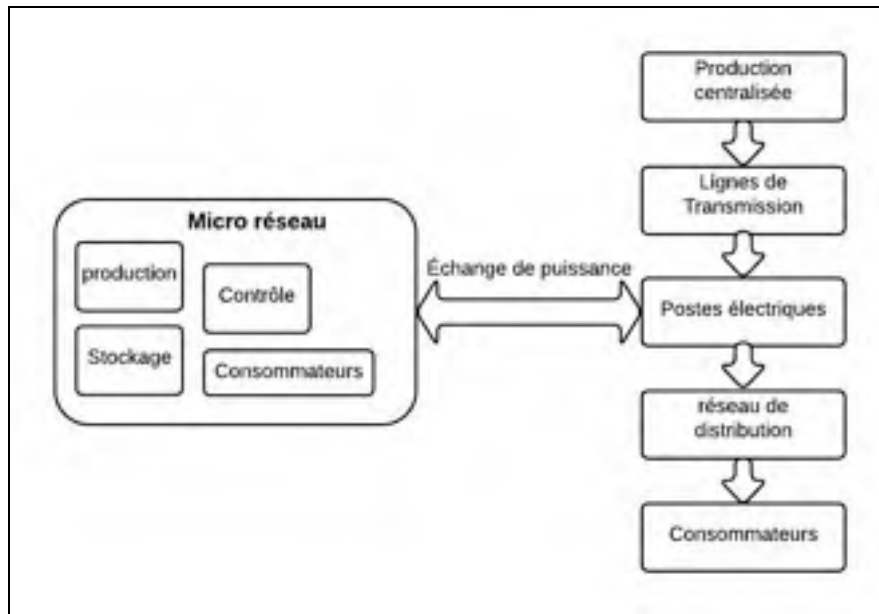 Micro réseau
production
Contrôle
Stockage
Consommateurs
Échange de puissance
Production
centralisée
Lignes de
Transmission
Postes électriques
réseau de
distribution
Consommateurs